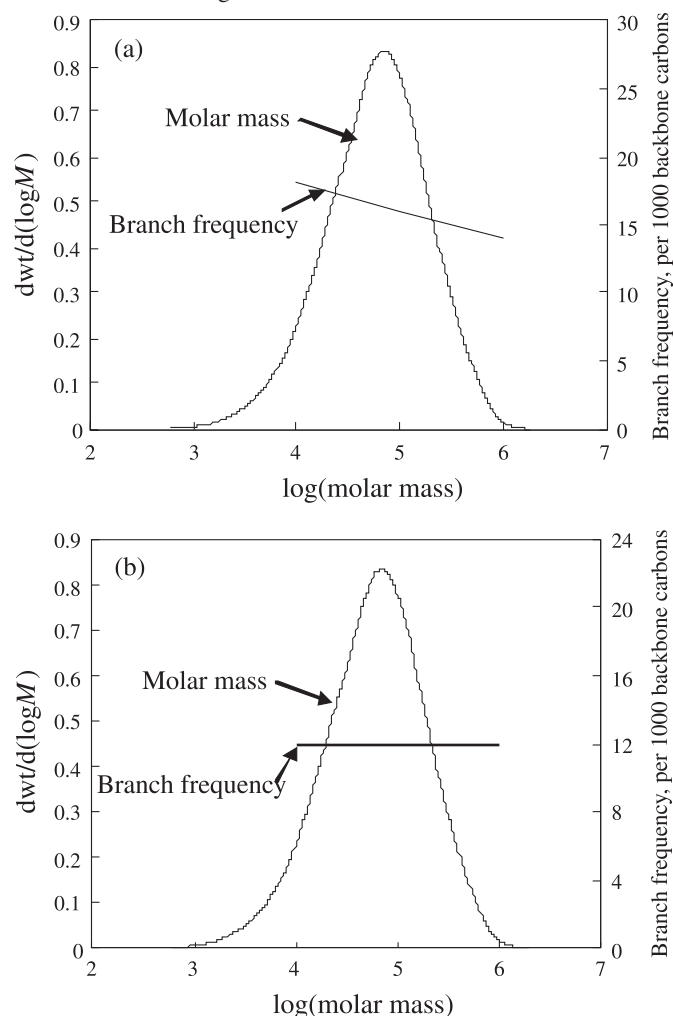 (a)
Molar mass
Branch frequency
dwt/d(logM)
0.9
0.8
0.7
0.6
0.5
0.4
0.3
0.2
0.1
0
30
25
20
15
10
5
0
Branch frequency, per 1000 backbone carbons
2 3 4 5 6 7
log(molar mass)
(b)
Molar mass
Branch frequency
dwt/d(logM)
0.9
0.8
0.7
0.6
0.5
0.4
0.3
0.2
0.1
0
24
22
16
12
8
4
0
Branch frequency, per 1000 backbone carbons
2 3 4 5 6 7
log(molar mass)